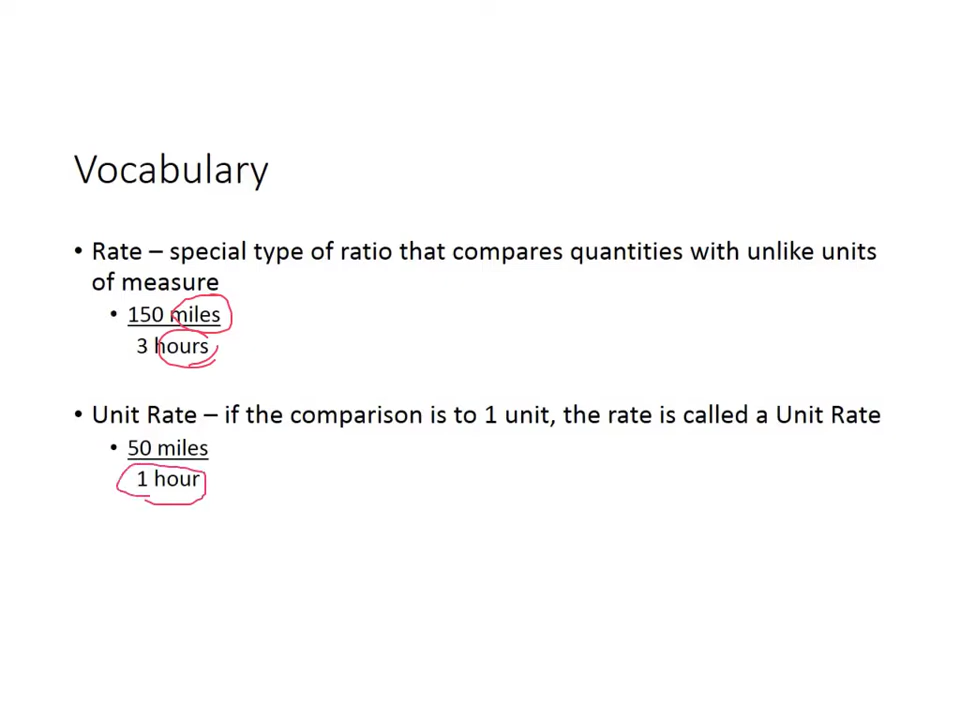 Vocabulary
• Rate – special type of ratio that compares quantities with unlike units
of measure
• 150 miles
3 hours
• Unit Rate – if the comparison is to 1 unit, the rate is called a Unit Rate
• 50 miles
1 hour